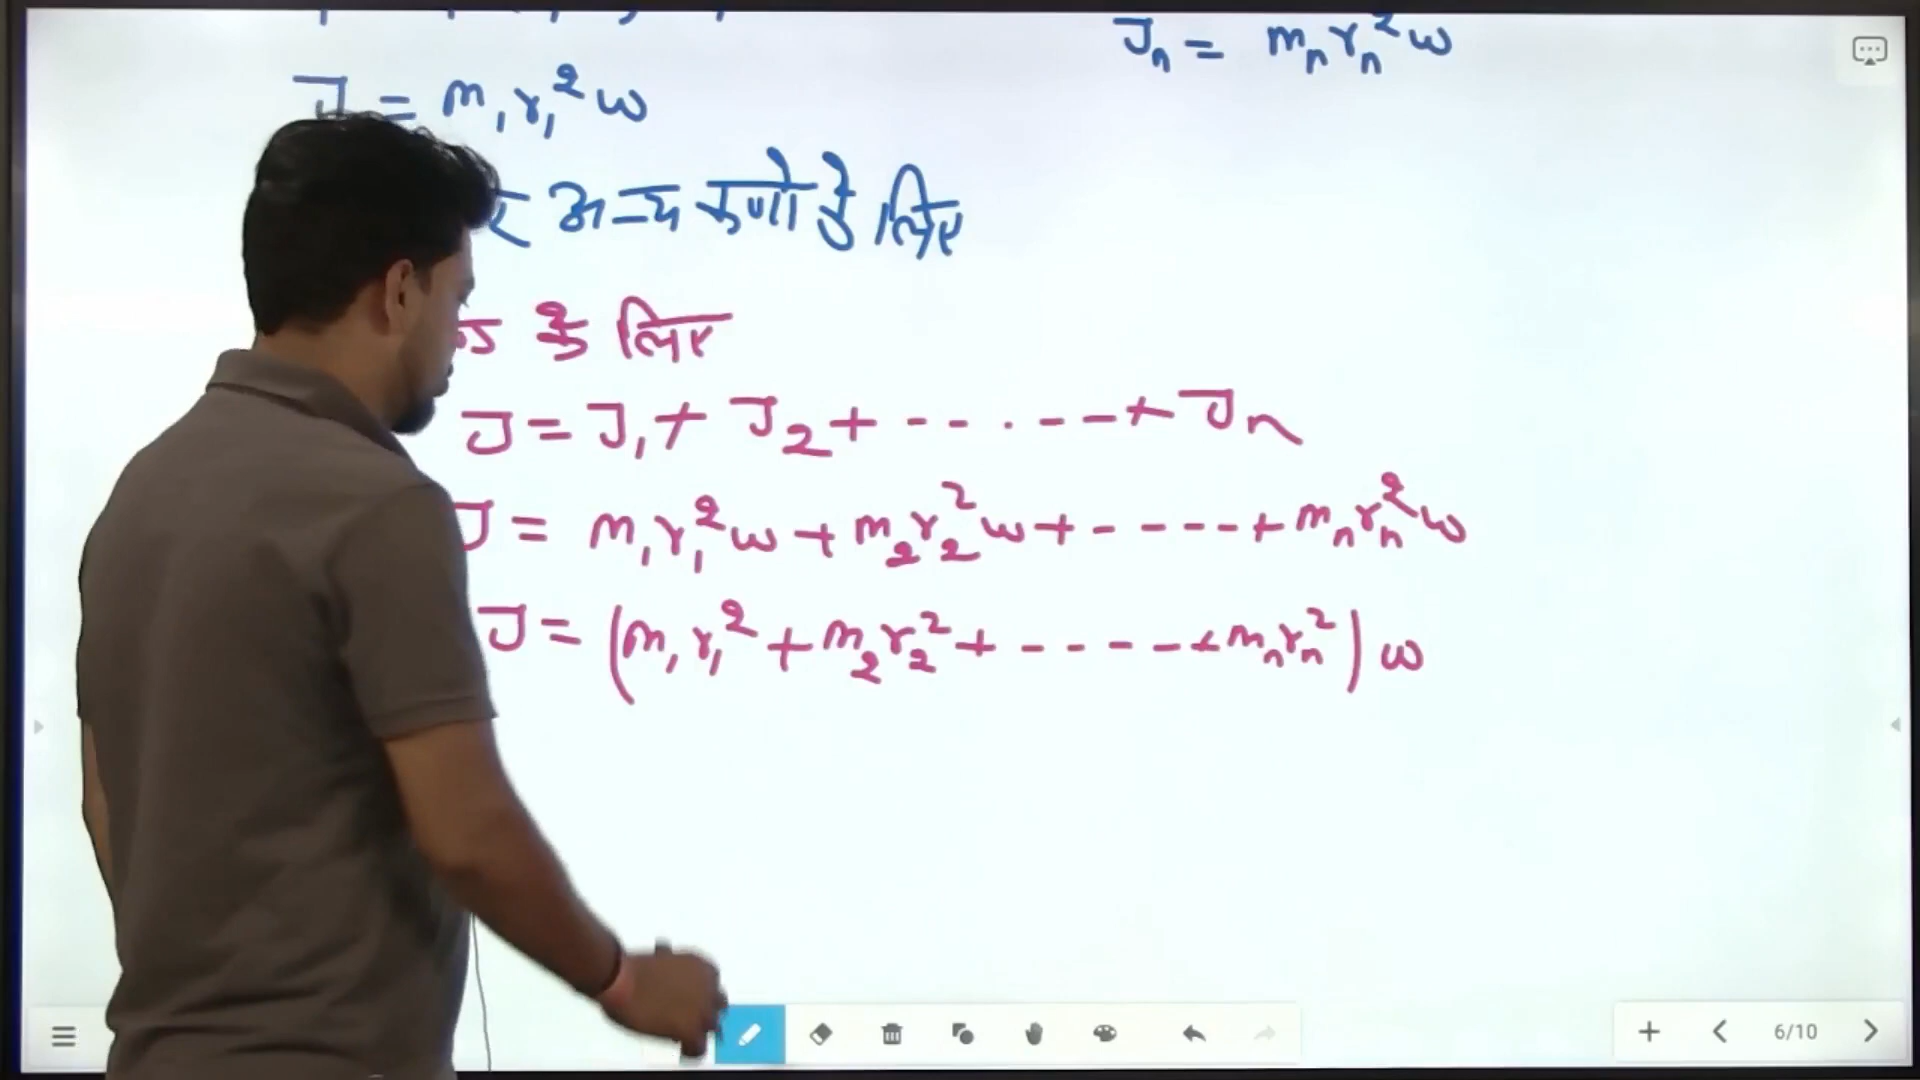 Jₙ = mₙrₙ²ω
J = m₁r₁²ω
अन्य कणों के लिए
के लिए
J = J₁ + J₂ + ----- + Jₙ
J = m₁r₁²ω + m₂r₂²ω + ---- + mₙrₙ²ω
J = (m₁r₁² + m₂r₂² + ----- + mₙrₙ²) ω
6/10